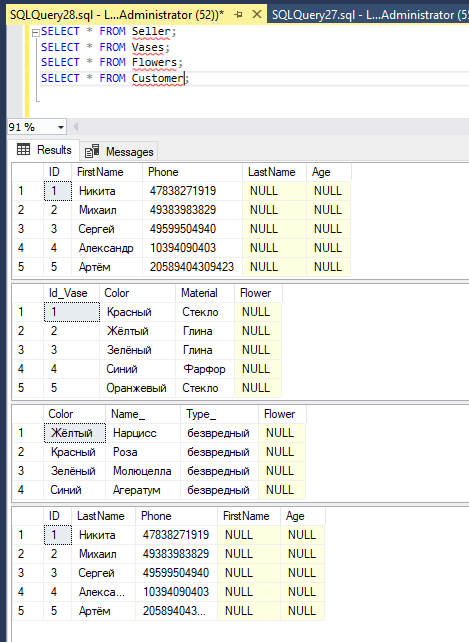 SQLQuery28.sql - L...Administrator (52))* SQLQuery27.sql - L...Administrator (5
SELECT * FROM Seller;
SELECT * FROM Vases;
SELECT * FROM Flowers;
SELECT * FROM Customer;
91 %
Results Messages
ID FirstName Phone LastName Age
1 1 Никита 47838271919 NULL NULL
2 2 Михаил 49383983829 NULL NULL
3 3 Сергей 49599504940 NULL NULL
4 4 Александр 10394090403 NULL NULL
5 5 Артём 20589404309423 NULL NULL
Id_Vase Color Material Flower
1 1 Красный Стекло NULL
2 2 Жёлтый Глина NULL
3 3 Зелёный Глина NULL
4 4 Синий Фарфор NULL
5 5 Оранжевый Стекло NULL
Color Name_ Type_ Flower
1 Жёлтый Нарцисс безвредный NULL
2 Красный Роза безвредный NULL
3 Зелёный Молюцелла безвредный NULL
4 Синий Агератум безвредный NULL
ID LastName Phone FirstName Age
1 1 Никита 47838271919 NULL NULL
2 2 Михаил 49383983829 NULL NULL
3 3 Сергей 49599504940 NULL NULL
4 4 Алекса... 10394090403 NULL NULL
5 5 Артём 205894043... NULL NULL